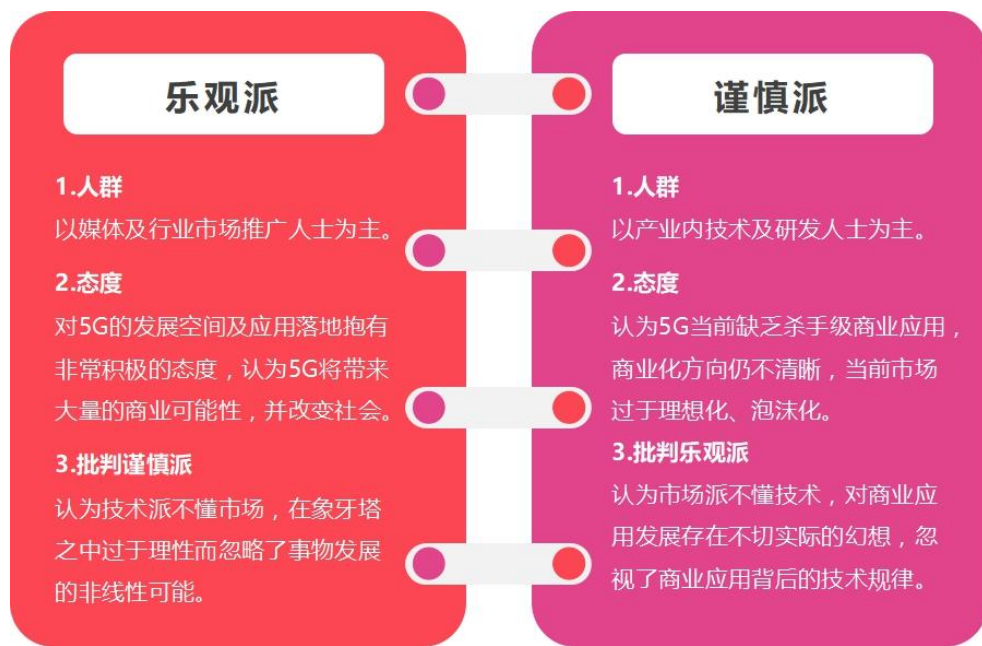 乐观派
1.人群
以媒体及行业市场推广人士为主。
2.态度
对5G的发展空间及应用落地抱有
非常积极的态度，认为5G将带来
大量的商业可能性，并改变社会。
3.批判谨慎派
认为技术派不懂市场，在象牙塔
之中过于理性而忽略了事物发展
的非线性可能。
谨慎派
1.人群
以产业内技术及研发人士为主。
2.态度
认为5G当前缺乏杀手级商业应用，
商业化方向仍不清晰，当前市场
过于理想化、泡沫化。
3.批判乐观派
认为市场派不懂技术，对商业应
用发展存在不切实际的幻想，忽
视了商业应用背后的技术规律。